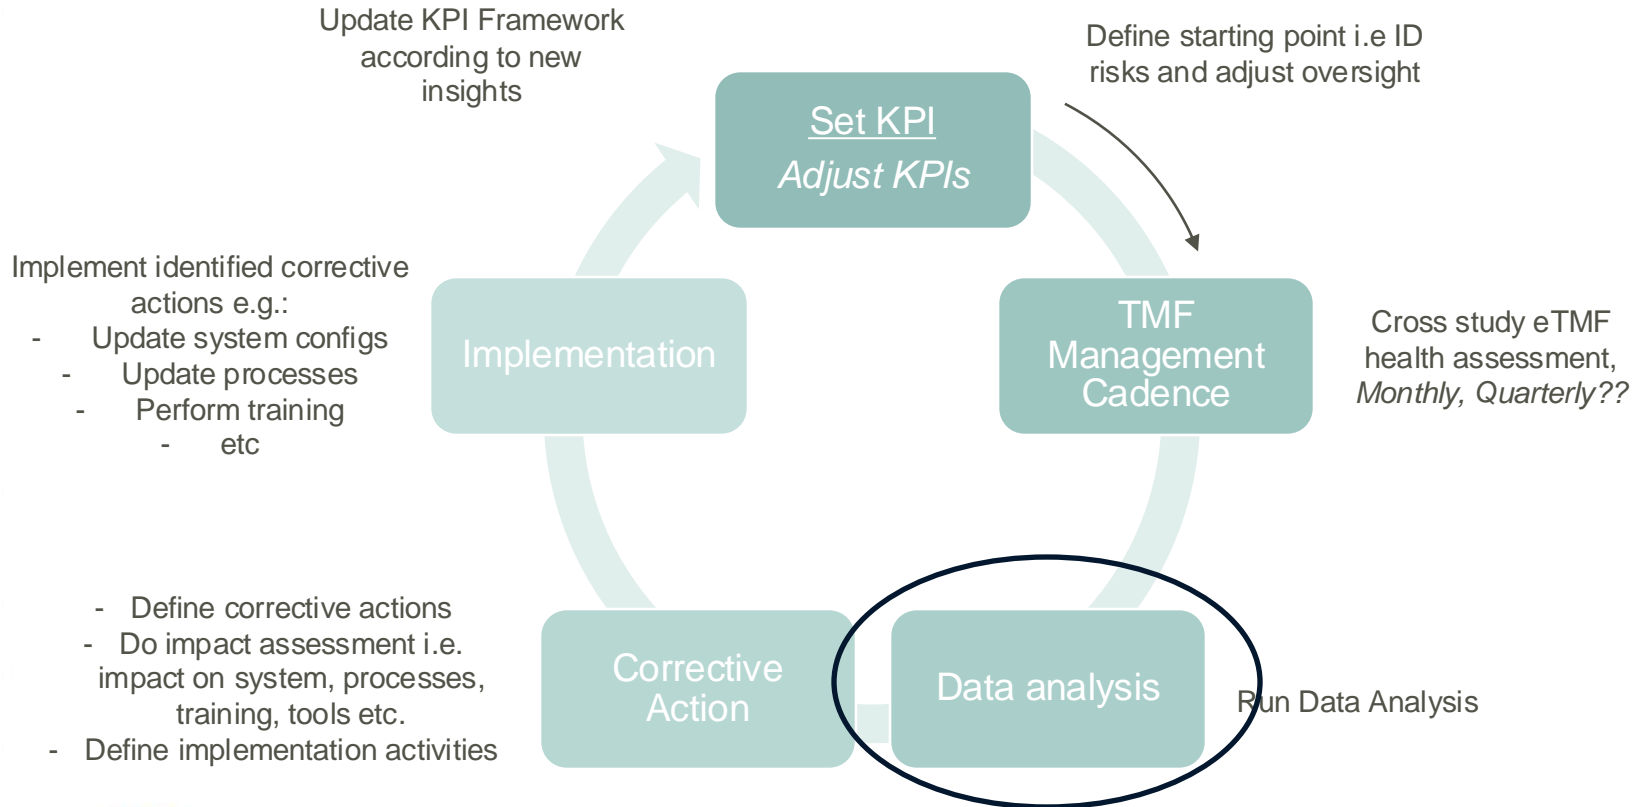 Update KPI Framework
according to new
insights
Define starting point i.e ID
risks and adjust oversight
Set KPI
Adjust KPIs
TMF
Management
Cadence
Cross study eTMF
health assessment,
Monthly, Quarterly??
Data analysis
Run Data Analysis
Corrective
Action
- Define corrective actions
- Do impact assessment i.e.
impact on system, processes,
training, tools etc.
- Define implementation activities
Implementation
Implement identified corrective
actions e.g.:
- Update system configs
- Update processes
- Perform training
- etc